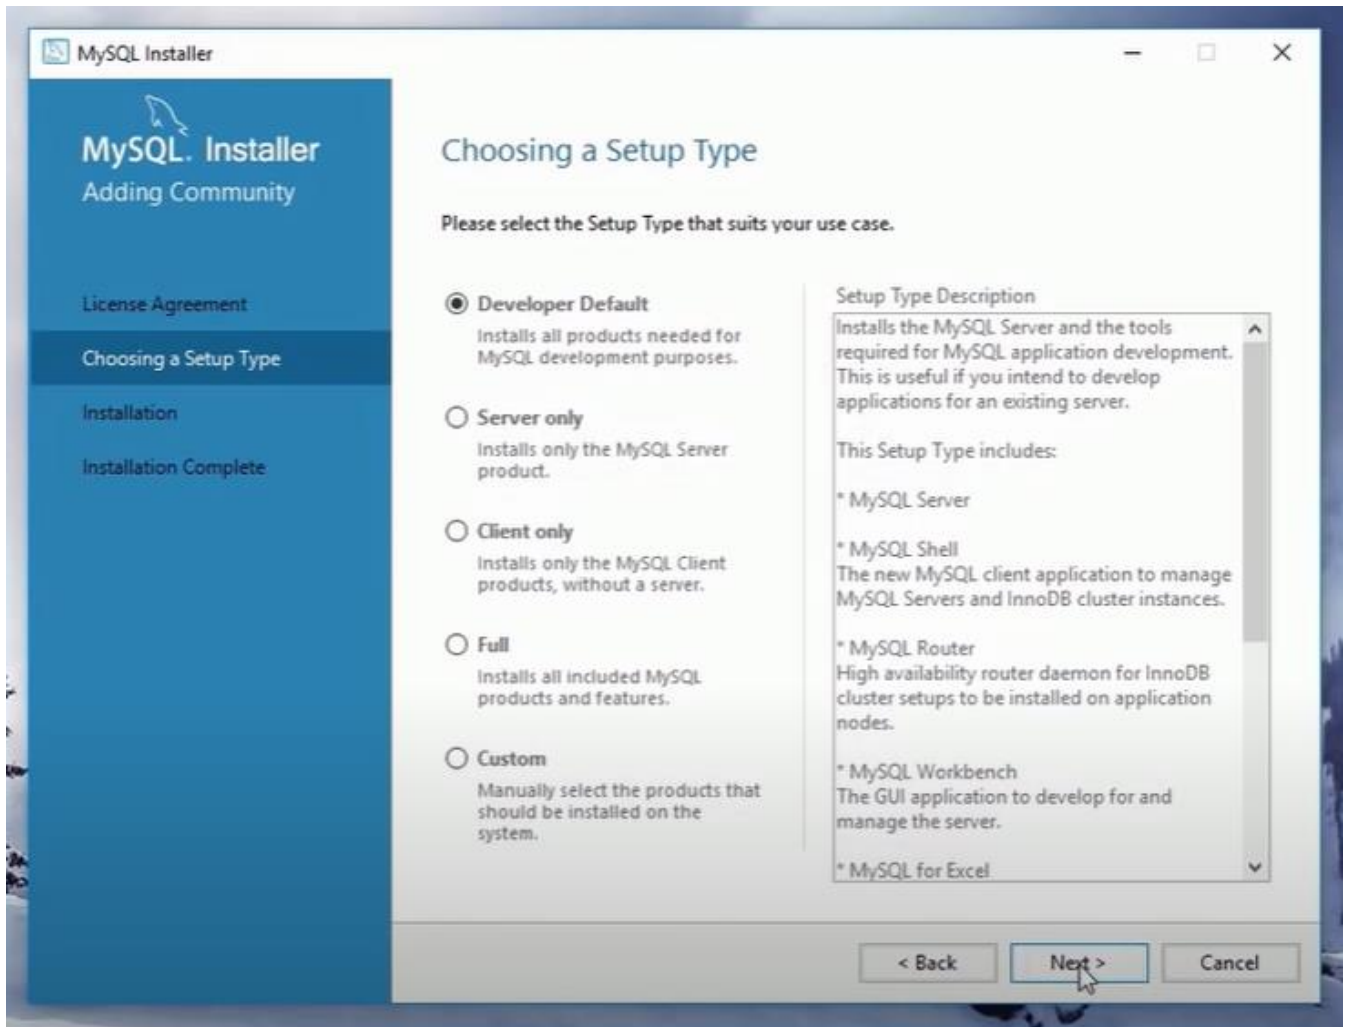 MySQL Installer
MySQL. Installer
Adding Community
License Agreement
Choosing a Setup Type
Installation
Installation Complete
Choosing a Setup Type
Please select the Setup Type that suits your use case.
Developer Default
Installs all products needed for
MySQL development purposes.
Server only
Installs only the MySQL Server
product.
Client only
Installs only the MySQL Client
products, without a server.
Full
Installs all included MySQL
products and features.
Custom
Manually select the products that
should be installed on the
system.
Setup Type Description
Installs the MySQL Server and the tools
required for MySQL application development.
This is useful if you intend to develop
applications for an existing server.
This Setup Type includes:
* MySQL Server
* MySQL Shell
The new MySQL client application to manage
MySQL Servers and InnoDB cluster instances.
* MySQL Router
High availability router daemon for InnoDB
cluster setups to be installed on application
nodes.
* MySQL Workbench
The GUI application to develop for and
manage the server.
* MySQL for Excel
< Back
Next >
Cancel